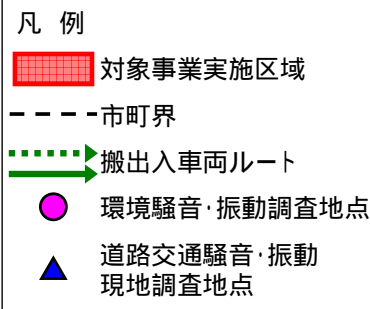 凡 例
対象事業実施区域
市町界
搬出入車両ルート
環境騒音･振動調査地点
道路交通騒音･振動
現地調査地点